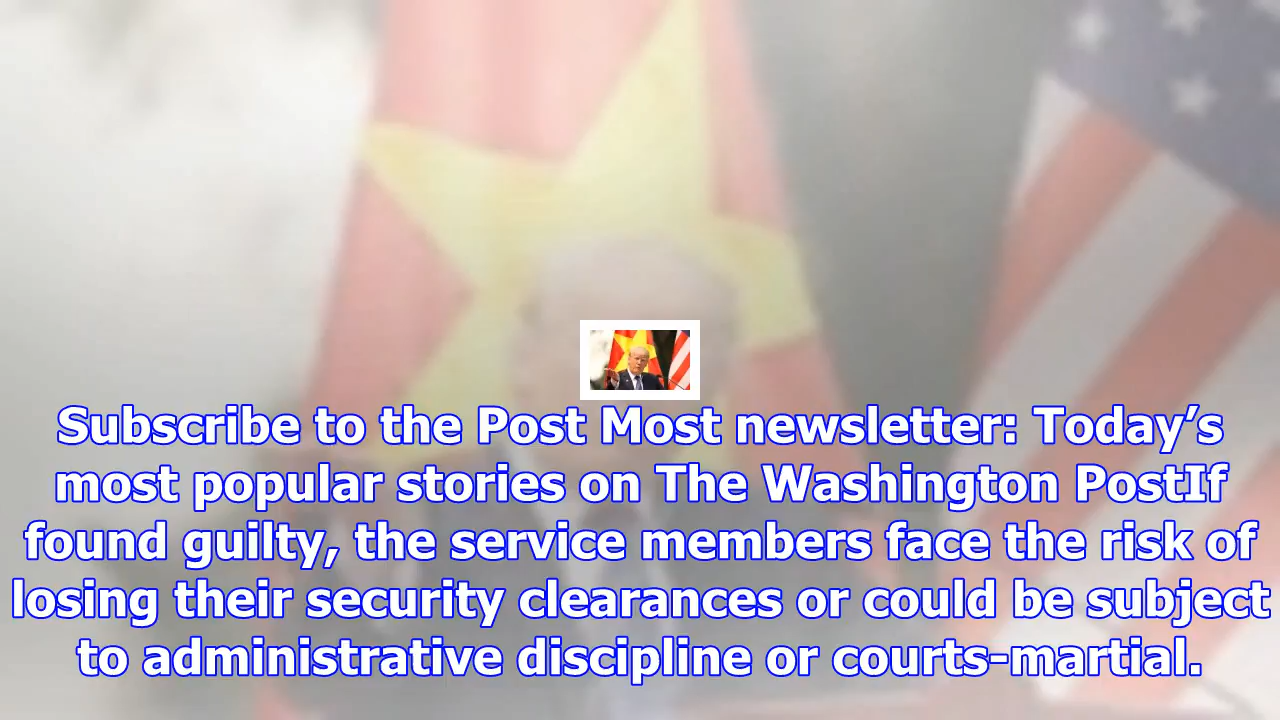 Subscribe to the Post Most newsletter: Today’s
most popular stories on The Washington PostIf
found guilty, the service members face the risk of
losing their security clearances or could be subject
to administrative discipline or courts-martial.